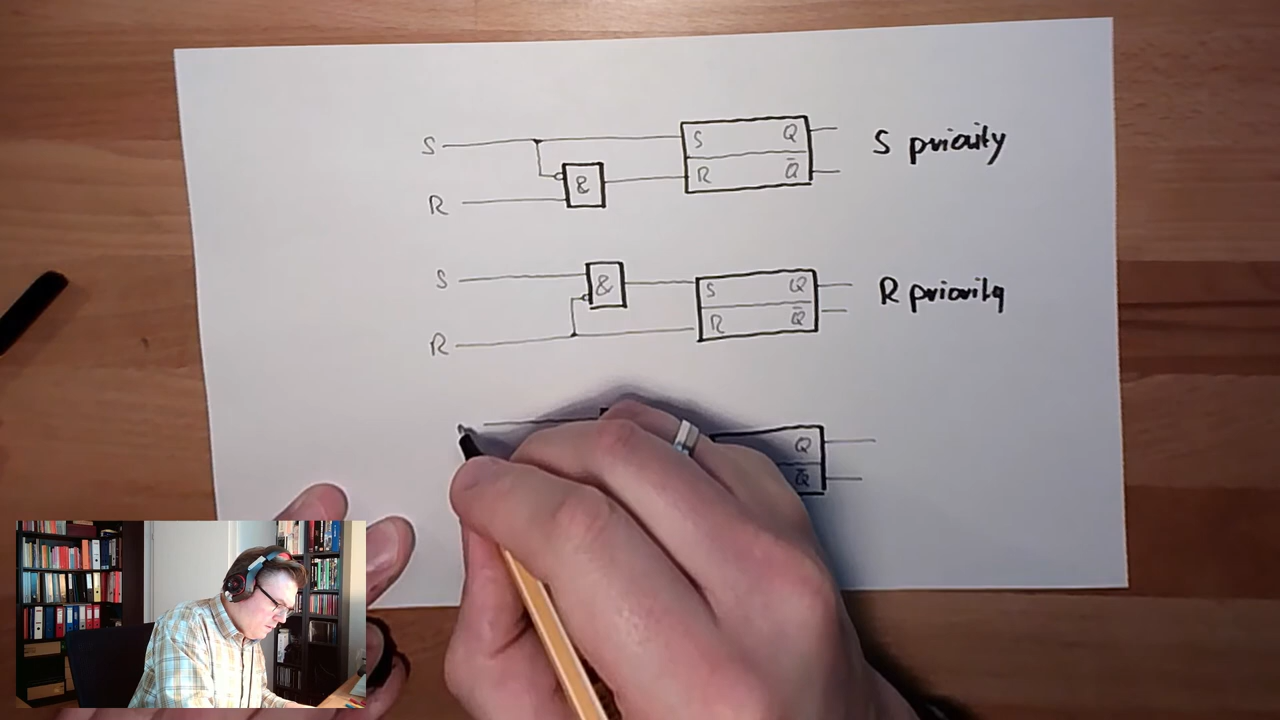 S
S Q
& R Q̅
R
S priority
S
& S Q
R Q̅
R
R priority
Q
Q̅